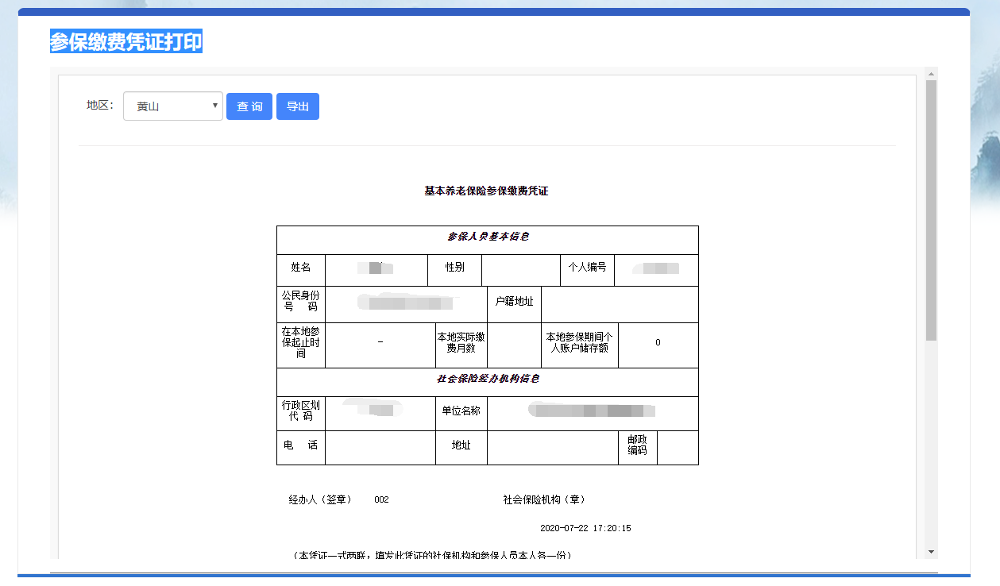 参保缴费凭证打印
地区： 黄山 查 询 导出
基本养老保险参保缴费凭证
参保人员基本信息
姓名 性别 个人编号
公民身份
号 码
户籍地址
在本地参
保起止时
间
-
本地实际缴
费月数
本地参保期间个
人账户储存额
0
社会保险经办机构信息
行政区划
代 码
单位名称
电 话 地址
邮政
编码
经办人（签章） 002 社会保险机构（章）
2020-07-22 17:20:15
（本凭证一式两联，填发此凭证的社保机构和参保人员本人各一份）